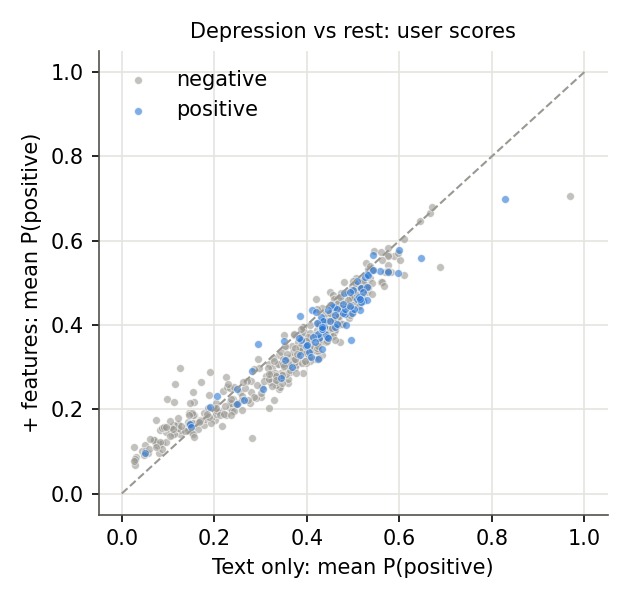 Depression vs rest: user scores
negative
positive
+ features: mean P(positive)
1.0
0.8
0.6
0.4
0.2
0.0
0.0 0.2 0.4 0.6 0.8 1.0
Text only: mean P(positive)